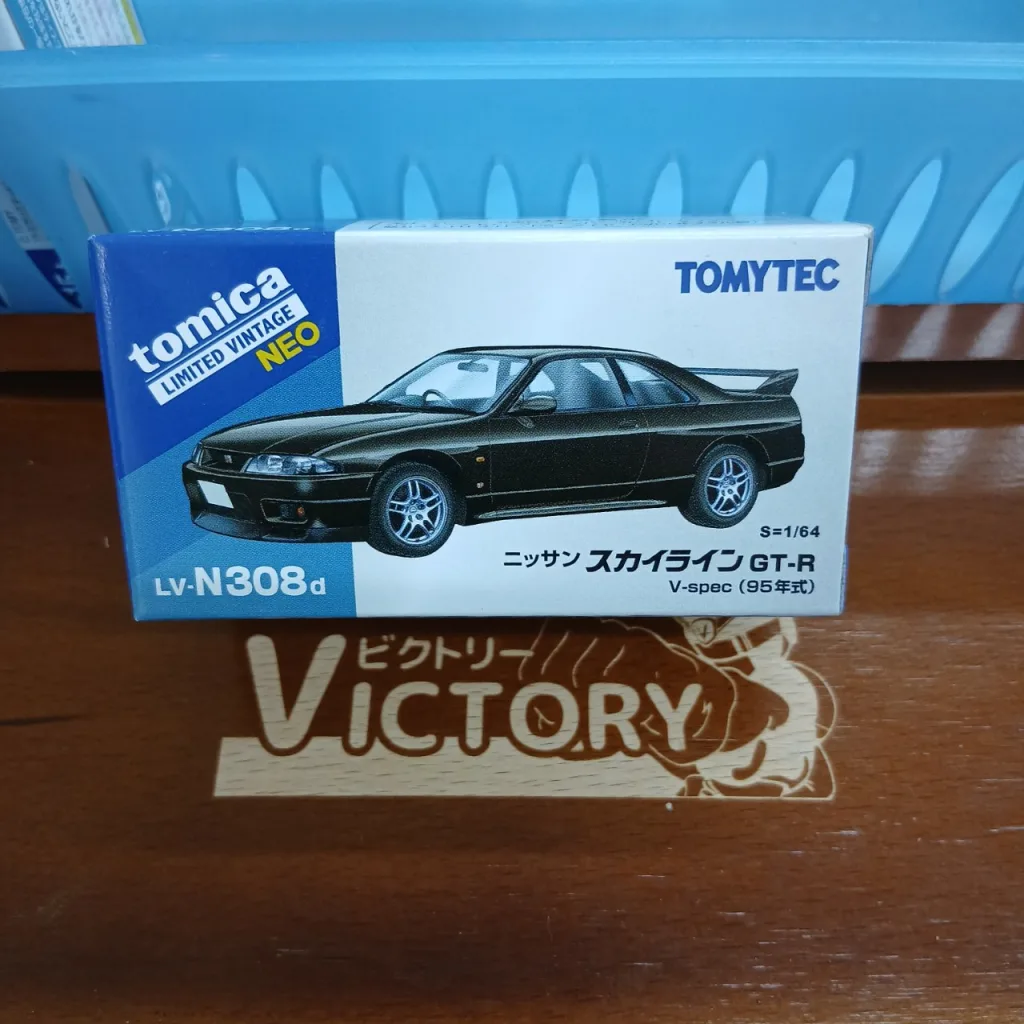 tomica
LIMITED VINTAGE
NEO
TOMYTEC
S=1/64
ニッサン スカイライン GT-R
V-spec (95年式)
LV-N308d
ビクトリー
VICTORY